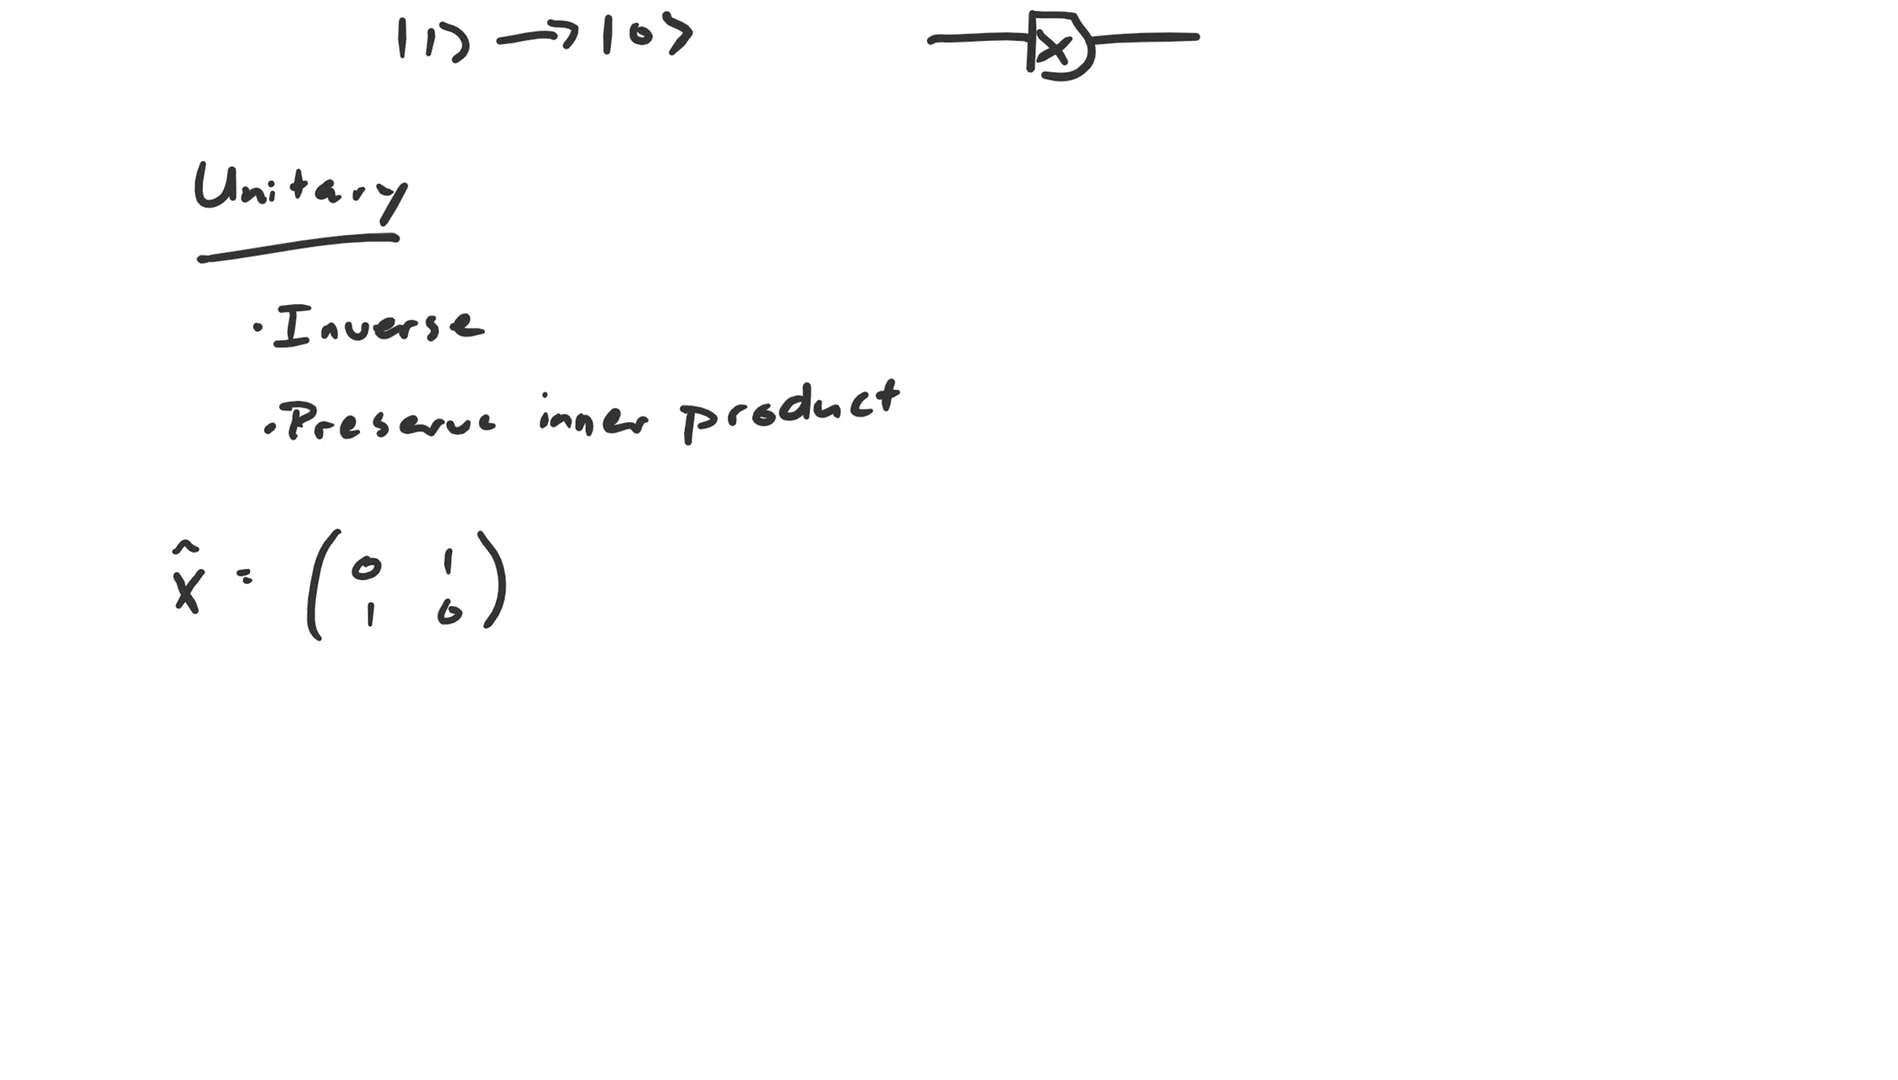 |1⟩ → |0⟩ X
Unitary
· Inverse
· Preserve inner product
X̂ = ( 0 1
1 0 )